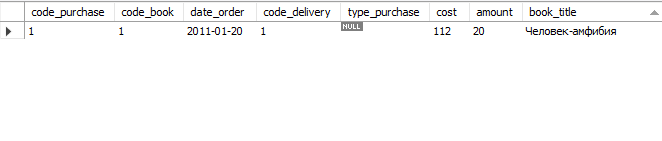 code_purchase code_book date_order code_delivery type_purchase cost amount book_title
1 1 2011-01-20 1 NULL 112 20 Человек-амфибия